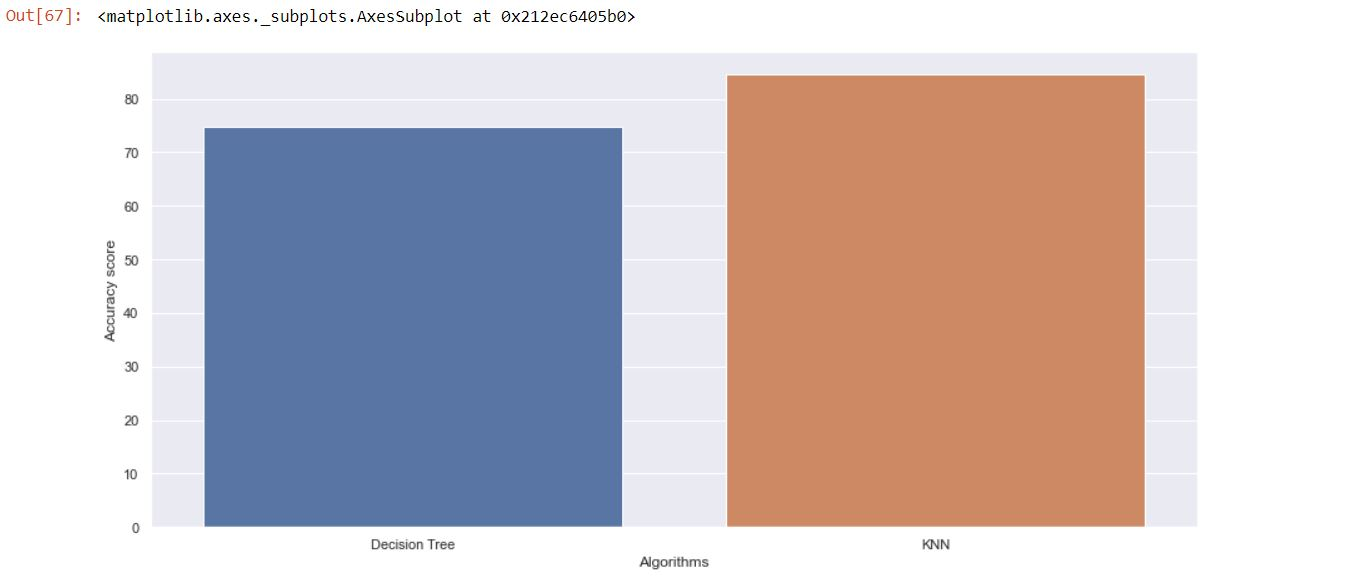 Out[67]: <matplotlib.axes._subplots.AxesSubplot at 0x212ec6405b0>
80
70
60
50
40
30
20
10
0
Accuracy score
Decision Tree KNN
Algorithms